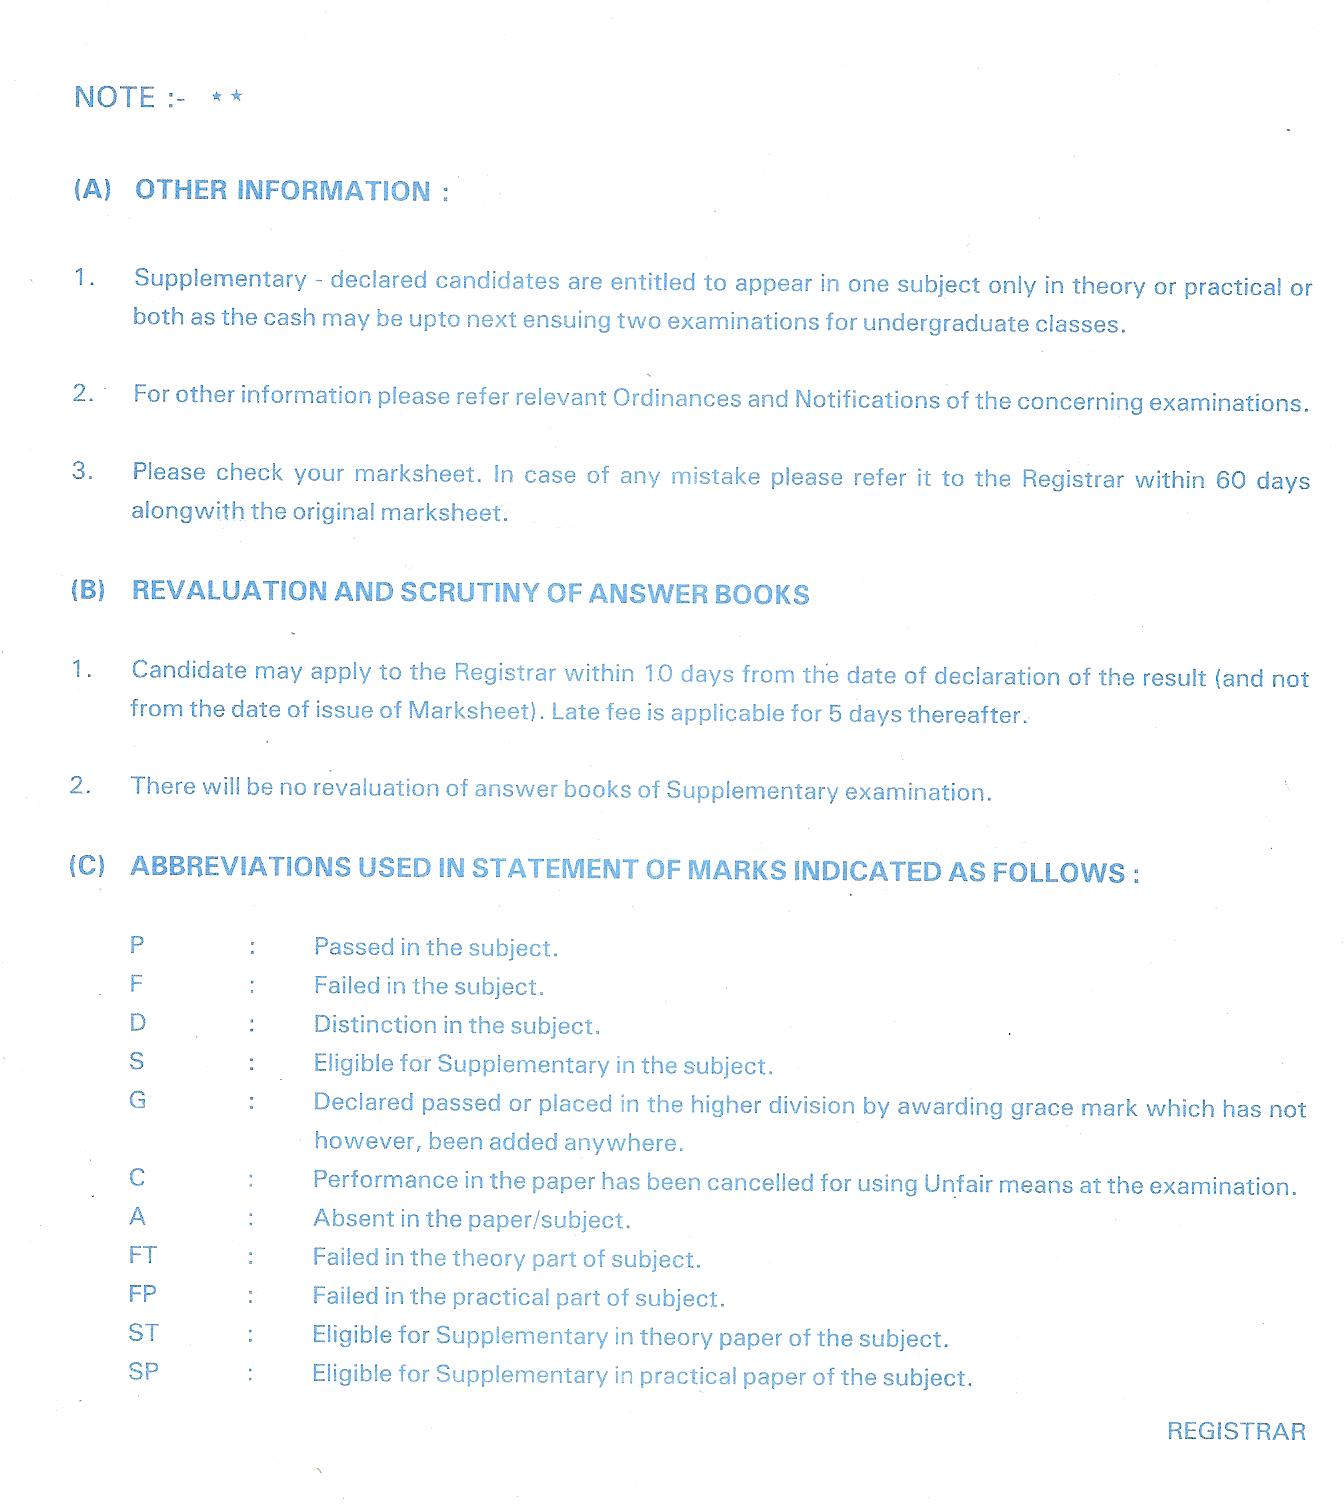 NOTE :- * *
(A) OTHER INFORMATION :
1. Supplementary - declared candidates are entitled to appear in one subject only in theory or practical or
both as the cash may be upto next ensuing two examinations for undergraduate classes.
2. For other information please refer relevant Ordinances and Notifications of the concerning examinations.
3. Please check your marksheet. In case of any mistake please refer it to the Registrar within 60 days
alongwith the original marksheet.
(B) REVALUATION AND SCRUTINY OF ANSWER BOOKS
1. Candidate may apply to the Registrar within 10 days from the date of declaration of the result (and not
from the date of issue of Marksheet). Late fee is applicable for 5 days thereafter.
2. There will be no revaluation of answer books of Supplementary examination.
(C) ABBREVIATIONS USED IN STATEMENT OF MARKS INDICATED AS FOLLOWS :
P : Passed in the subject.
F : Failed in the subject.
D : Distinction in the subject.
S : Eligible for Supplementary in the subject.
G : Declared passed or placed in the higher division by awarding grace mark which has not
however, been added anywhere.
C : Performance in the paper has been cancelled for using Unfair means at the examination.
A : Absent in the paper/subject.
FT : Failed in the theory part of subject.
FP : Failed in the practical part of subject.
ST : Eligible for Supplementary in theory paper of the subject.
SP : Eligible for Supplementary in practical paper of the subject.
REGISTRAR